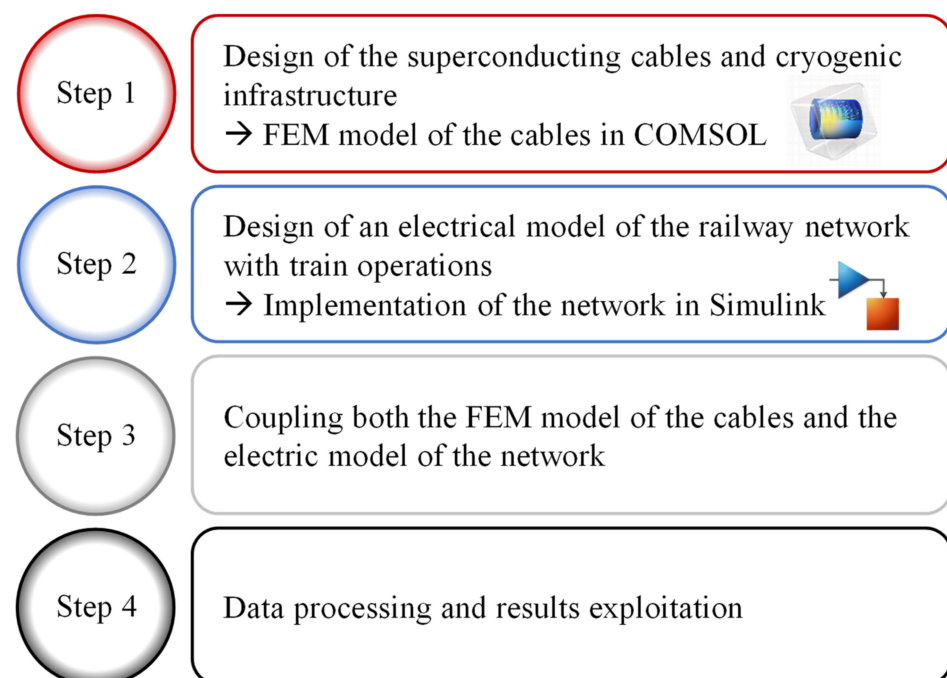 Step 1
Design of the superconducting cables and cryogenic
infrastructure
→ FEM model of the cables in COMSOL
Step 2
Design of an electrical model of the railway network
with train operations
→ Implementation of the network in Simulink
Step 3
Coupling both the FEM model of the cables and the
electric model of the network
Step 4
Data processing and results exploitation